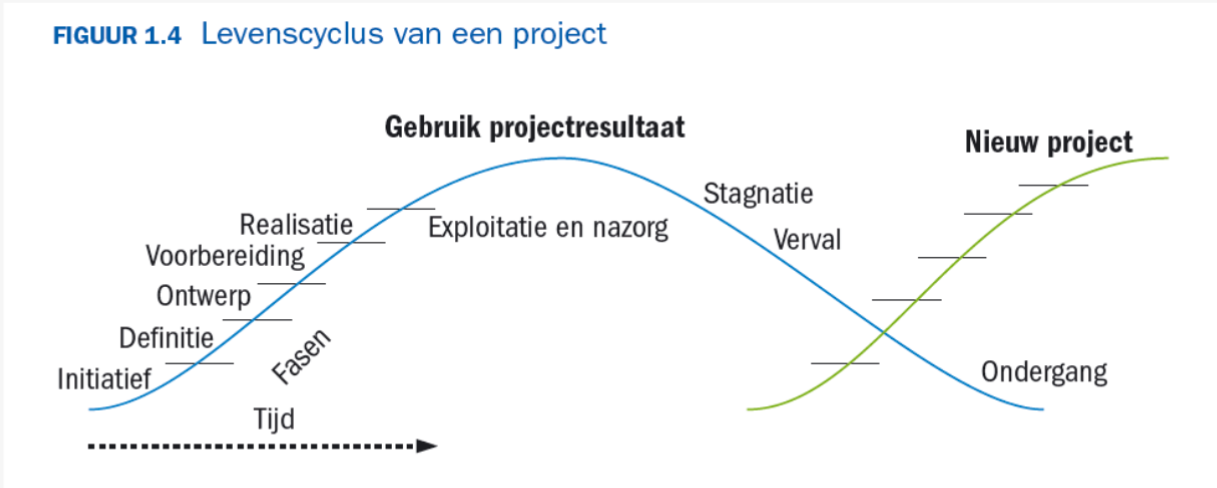 FIGUUR 1.4 Levenscyclus van een project
Gebruik projectresultaat
Nieuw project
Stagnatie
Realisatie
Exploitatie en nazorg
Verval
Voorbereiding
Ontwerp
Definitie
Fasen
Initiatief
Ondergang
Tijd